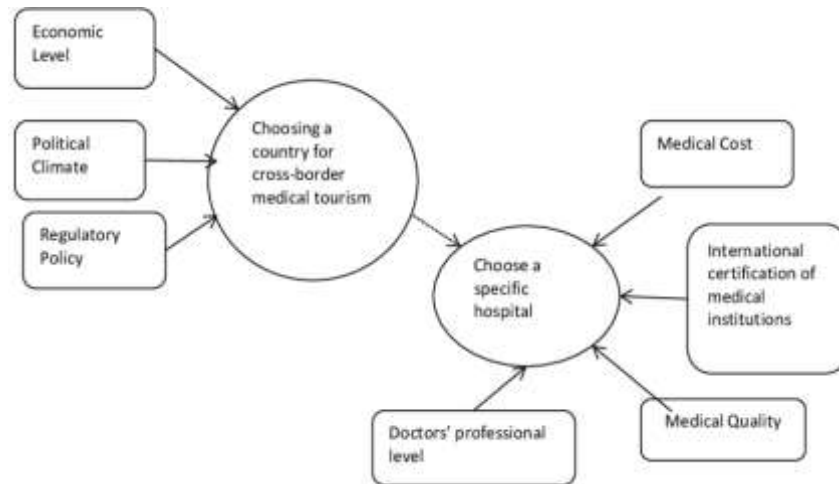 Economic
Level
Political
Climate
Regulatory
Policy
Choosing a
country for
cross-border
medical tourism
Choose a
specific
hospital
Medical Cost
International
certification of
medical
institutions
Medical Quality
Doctors' professional
level